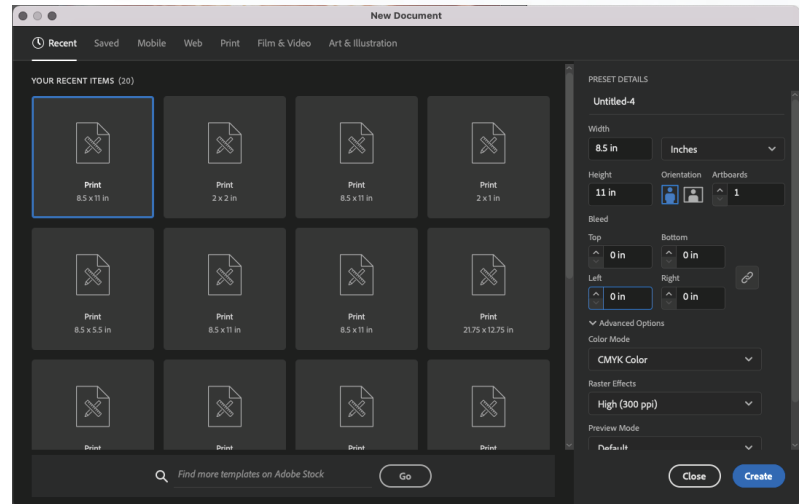 New Document
Recent Saved Mobile Web Print Film & Video Art & Illustration
YOUR RECENT ITEMS (20)
Print
8.5 x 11 in
Print
2 x 2 in
Print
8.5 x 11 in
Print
2 x 1 in
Print
8.5 x 5.5 in
Print
8.5 x 11 in
Print
8.5 x 11 in
Print
21.75 x 12.75 in
Print
Print
Print
Print
Find more templates on Adobe Stock
Go
PRESET DETAILS
Untitled-4
Width
8.5 in Inches
Height Orientation Artboards
11 in 1
Bleed
Top Bottom
0 in 0 in
Left Right
0 in 0 in
Advanced Options
Color Mode
CMYK Color
Raster Effects
High (300 ppi)
Preview Mode
Default
Close Create